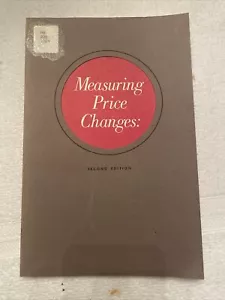 Measuring
Price
Changes:
SECOND EDITION